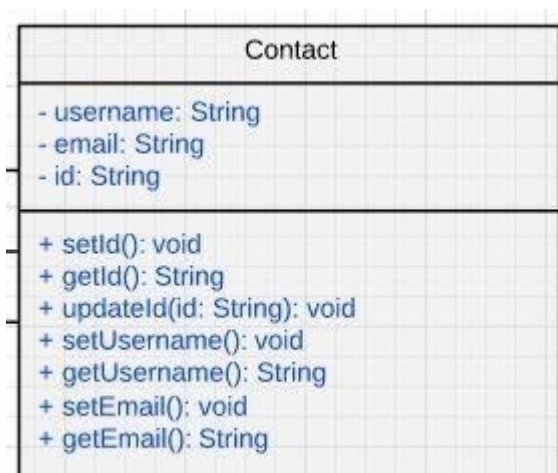 Contact
- username: String
- email: String
- id: String
+ setId(): void
+ getId(): String
+ updateId(id: String): void
+ setUsername(): void
+ getUsername(): String
+ setEmail(): void
+ getEmail(): String